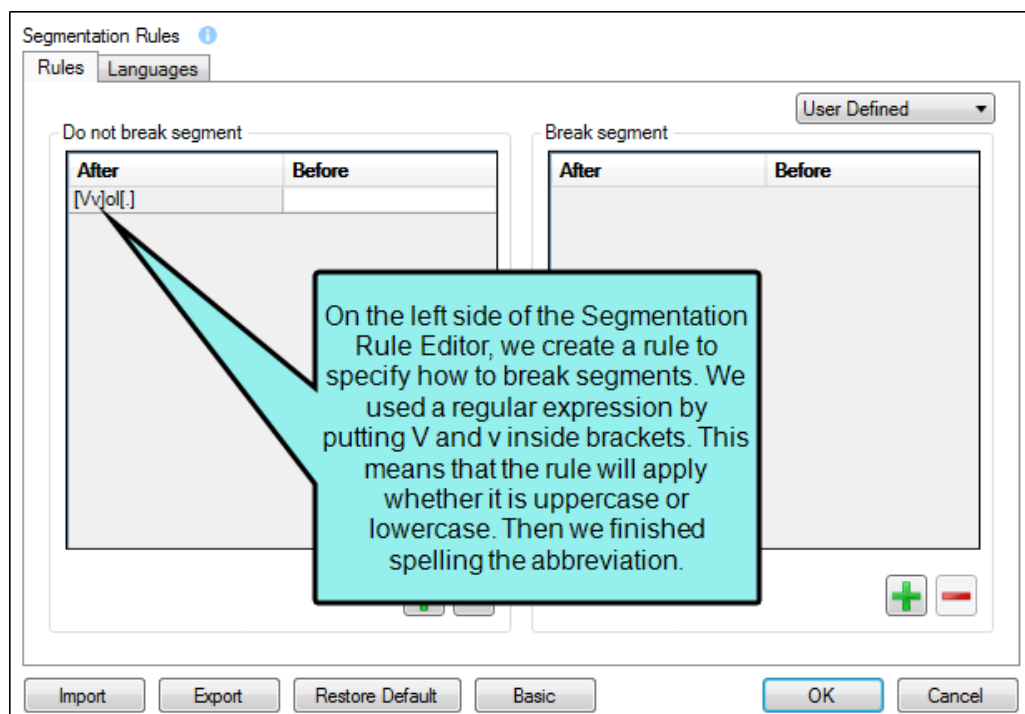 Segmentation Rules
Rules Languages
User Defined
Do not break segment Break segment
After Before After Before
[Vv]ol[.]
On the left side of the Segmentation
Rule Editor, we create a rule to
specify how to break segments. We
used a regular expression by
putting V and v inside brackets. This
means that the rule will apply
whether it is uppercase or
lowercase. Then we finished
spelling the abbreviation.
Import Export Restore Default Basic OK Cancel